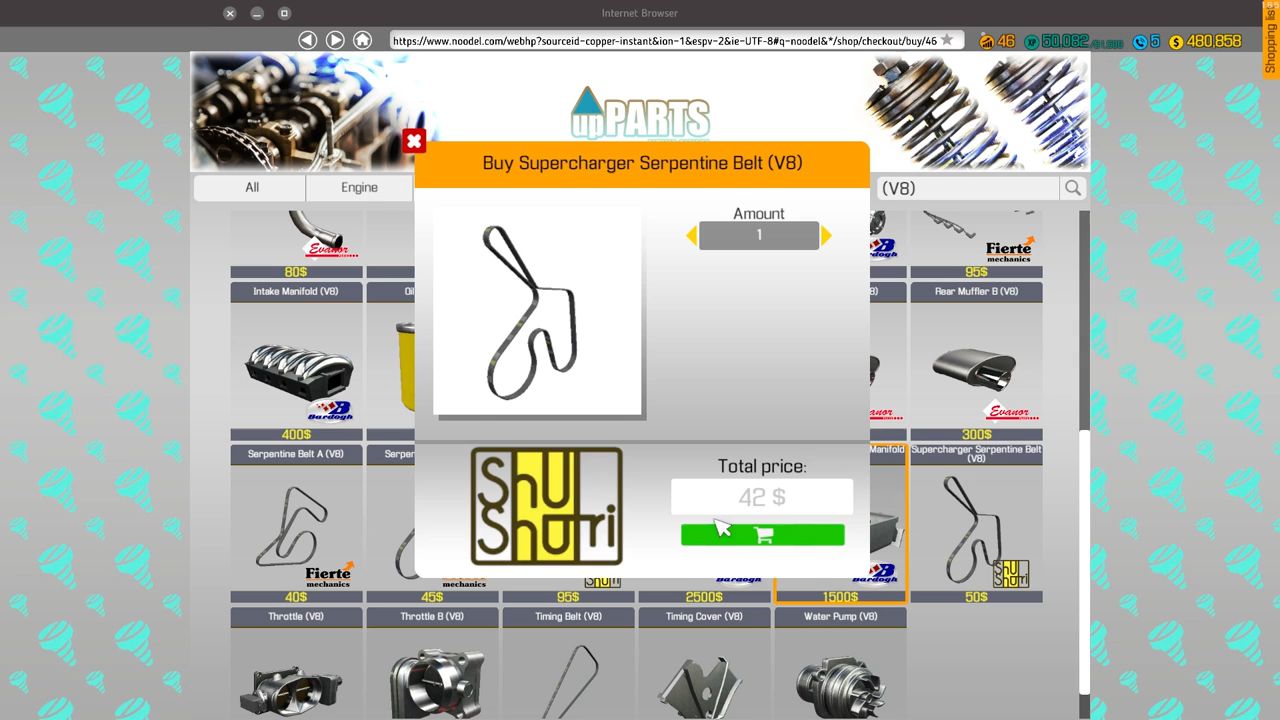 Internet Browser
https://www.noodel.com/webhp?sourceid-copper-instant&ion-1&espv-2&ie-UTF-8#q-noodel&*/shop/checkout/buy/46
46
XP 50,082
5
$ 480,858
Shopping list
upPARTS
Buy Supercharger Serpentine Belt (V8)
All
Engine
(V8)
Amount
1
Evanor
Fierte
mechanics
80$
95$
Intake Manifold (V8)
Oil
Rear Muffler B (V8)
Bardogh
Evanor
400$
300$
Serpentine Belt A (V8)
Manifold
Supercharger Serpentine Belt
(V8)
Total price:
42 $
Shu
Shutri
Fierte
mechanics
mechanics
40$
45$
95$
2500$
1500$
50$
Throttle (V8)
Throttle B (V8)
Timing Belt (V8)
Timing Cover (V8)
Water Pump (V8)